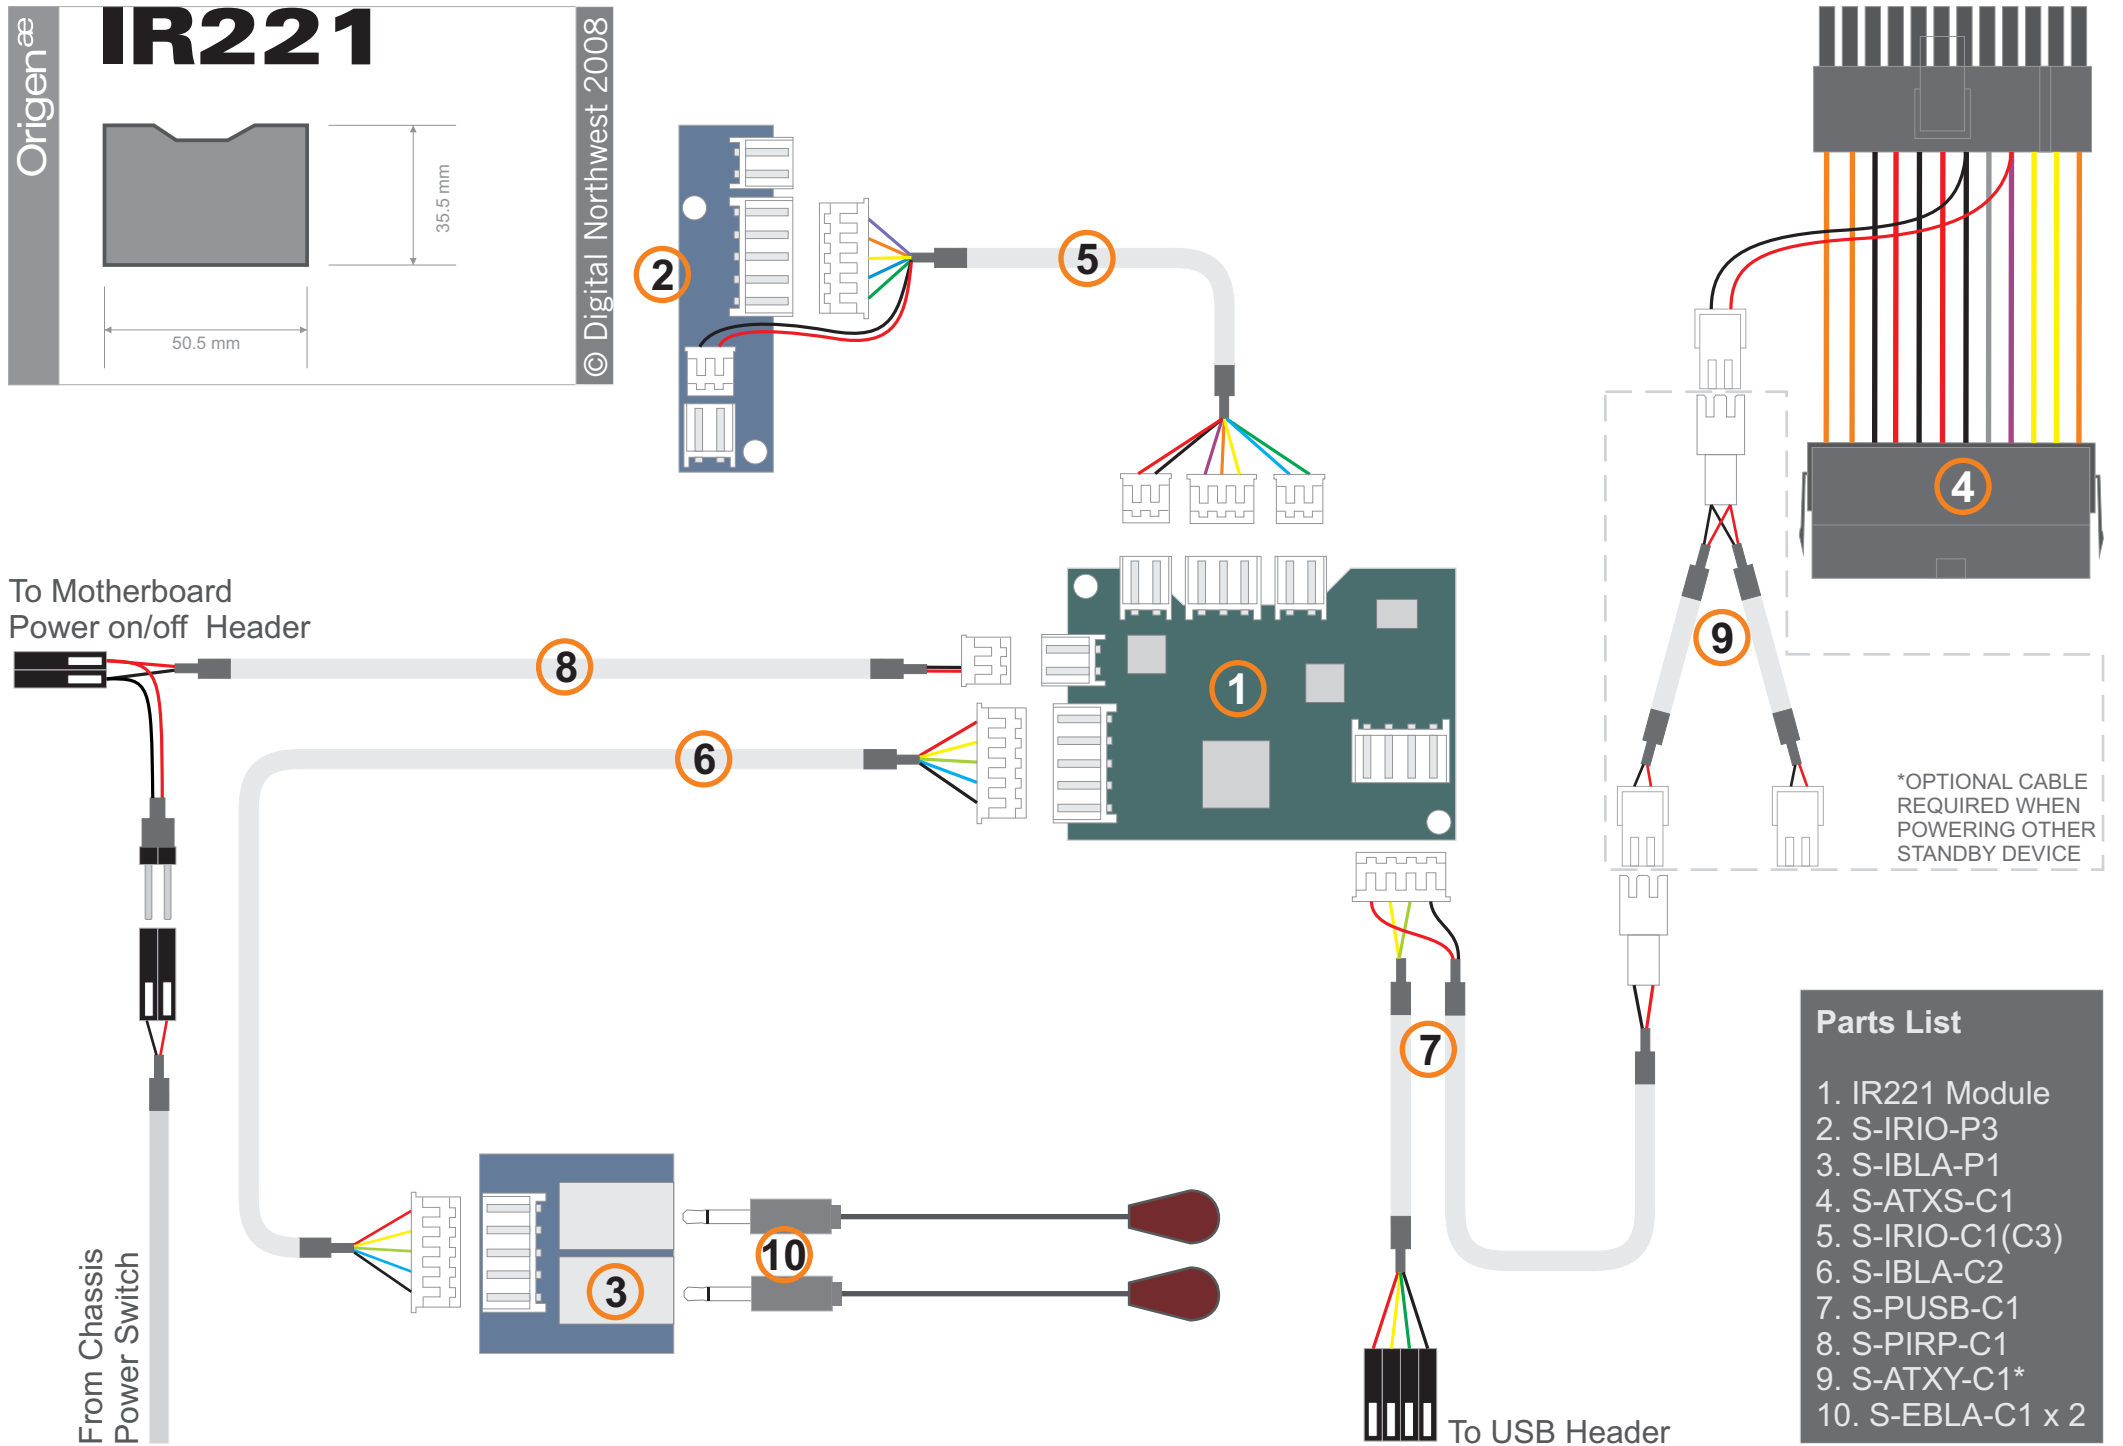 Origenæ
IR221
35.5 mm
50.5 mm
© Digital Northwest 2008
2
5
4
To Motherboard
Power on/off  Header
8
1
9
6
*OPTIONAL CABLE
REQUIRED WHEN
POWERING OTHER
STANDBY DEVICE
7
10
3
From Chassis
Power Switch
To USB Header
Parts List
1. IR221 Module
2. S-IRIO-P3
3. S-IBLA-P1
4. S-ATXS-C1
5. S-IRIO-C1(C3)
6. S-IBLA-C2
7. S-PUSB-C1
8. S-PIRP-C1
9. S-ATXY-C1*
10. S-EBLA-C1 x 2